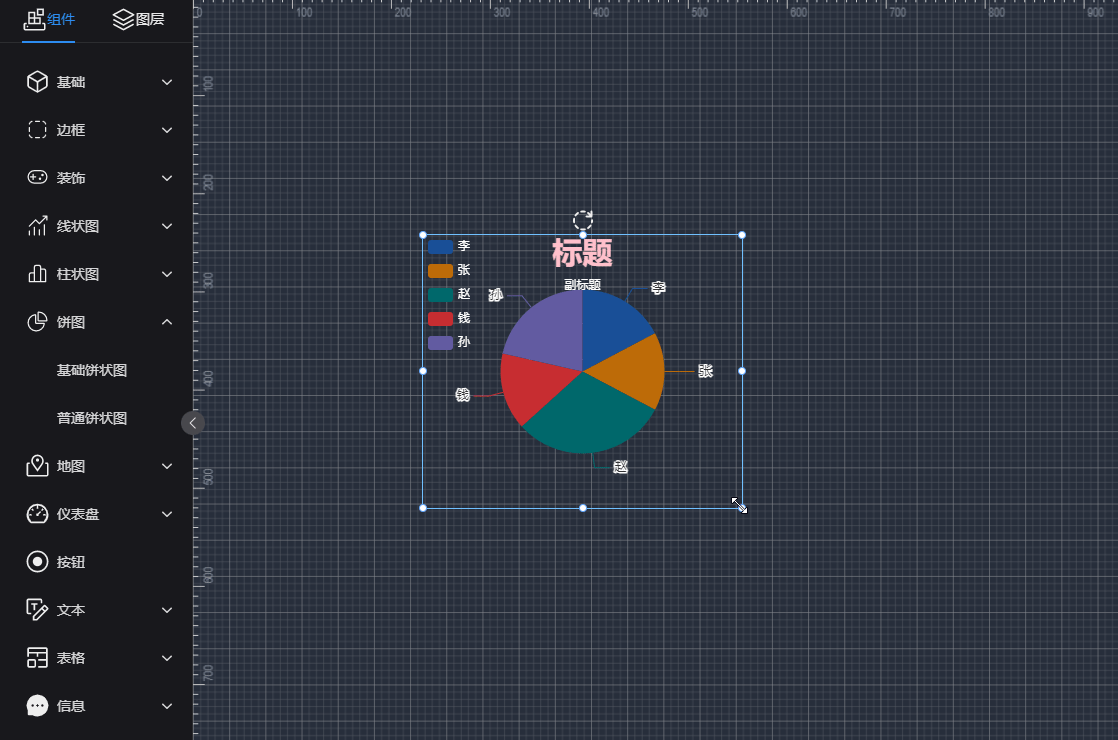 组件 图层
0 100 200 300 400 500 600 700 800 900
基础
边框
装饰
线状图
柱状图
饼图
基础饼状图
普通饼状图
地图
仪表盘
按钮
文本
表格
信息
100
200
300
400
500
600
700
标题
副标题
李
张
赵
钱
孙
李
张
赵
钱
孙